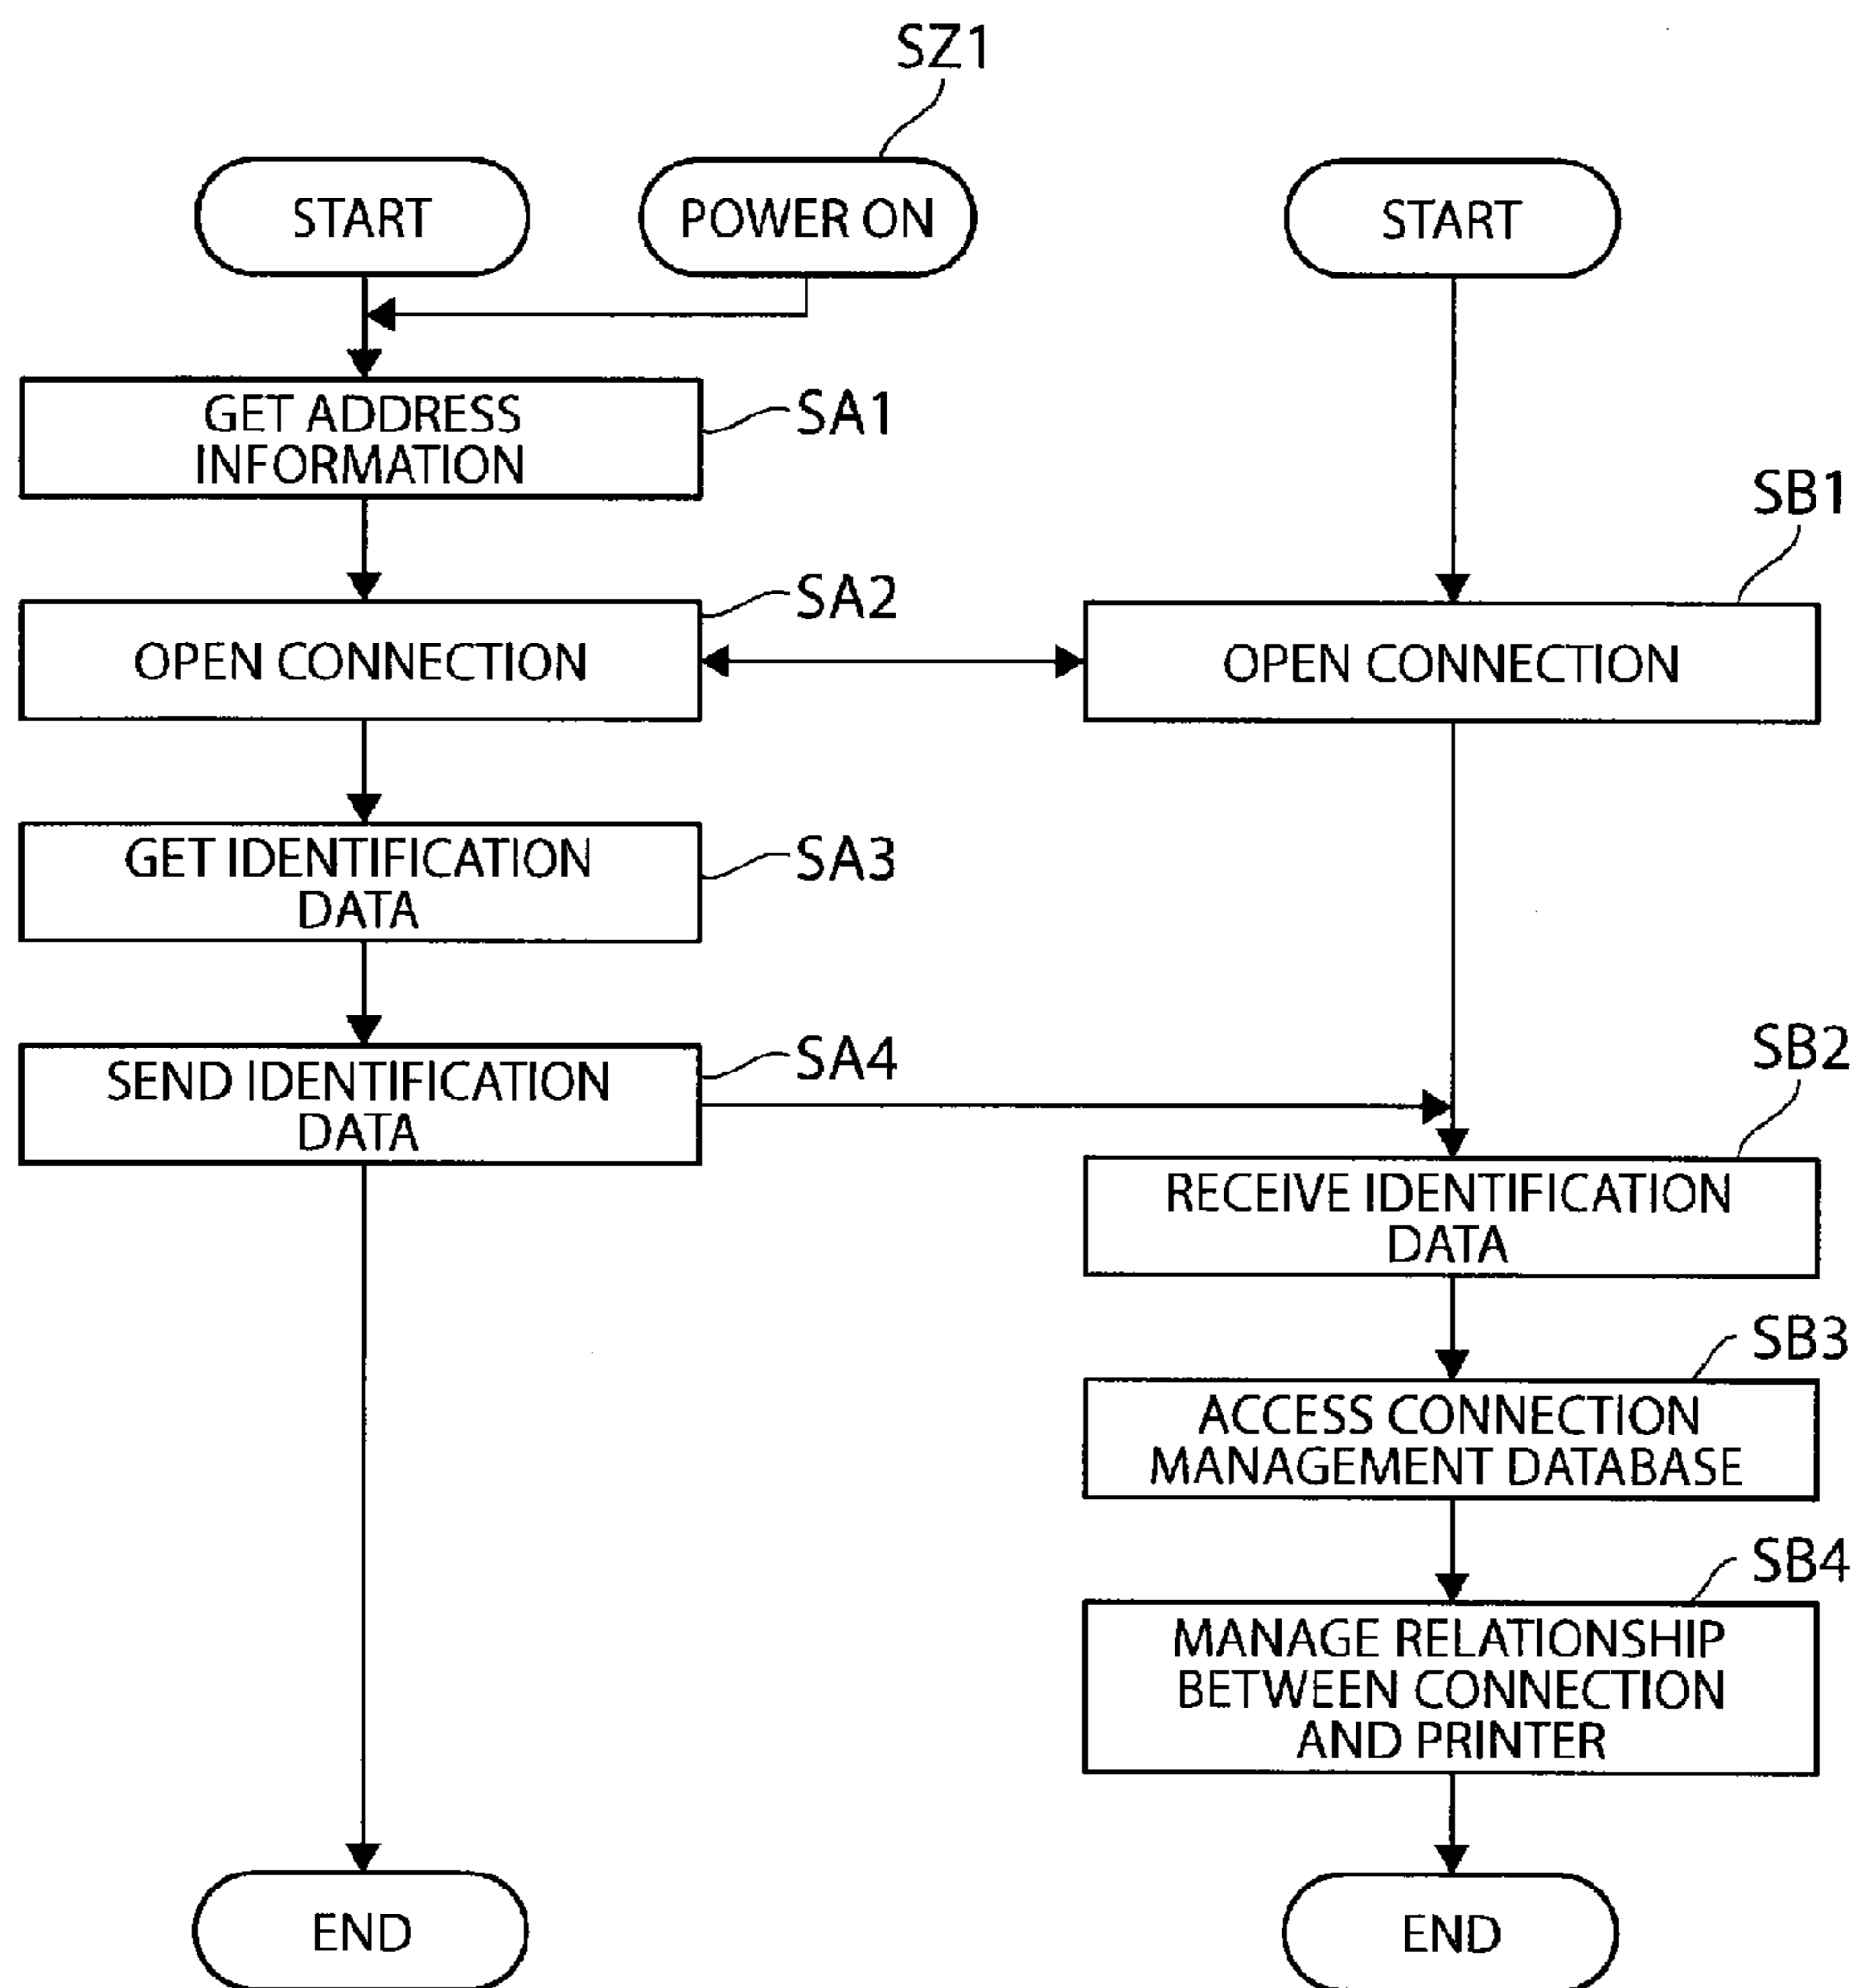 SZ1
START
POWER ON
START
GET ADDRESS
INFORMATION
SA1
SB1
OPEN CONNECTION
SA2
OPEN CONNECTION
GET IDENTIFICATION
DATA
SA3
SEND IDENTIFICATION
DATA
SA4
SB2
RECEIVE IDENTIFICATION
DATA
SB3
ACCESS CONNECTION
MANAGEMENT DATABASE
SB4
MANAGE RELATIONSHIP
BETWEEN CONNECTION
AND PRINTER
END
END